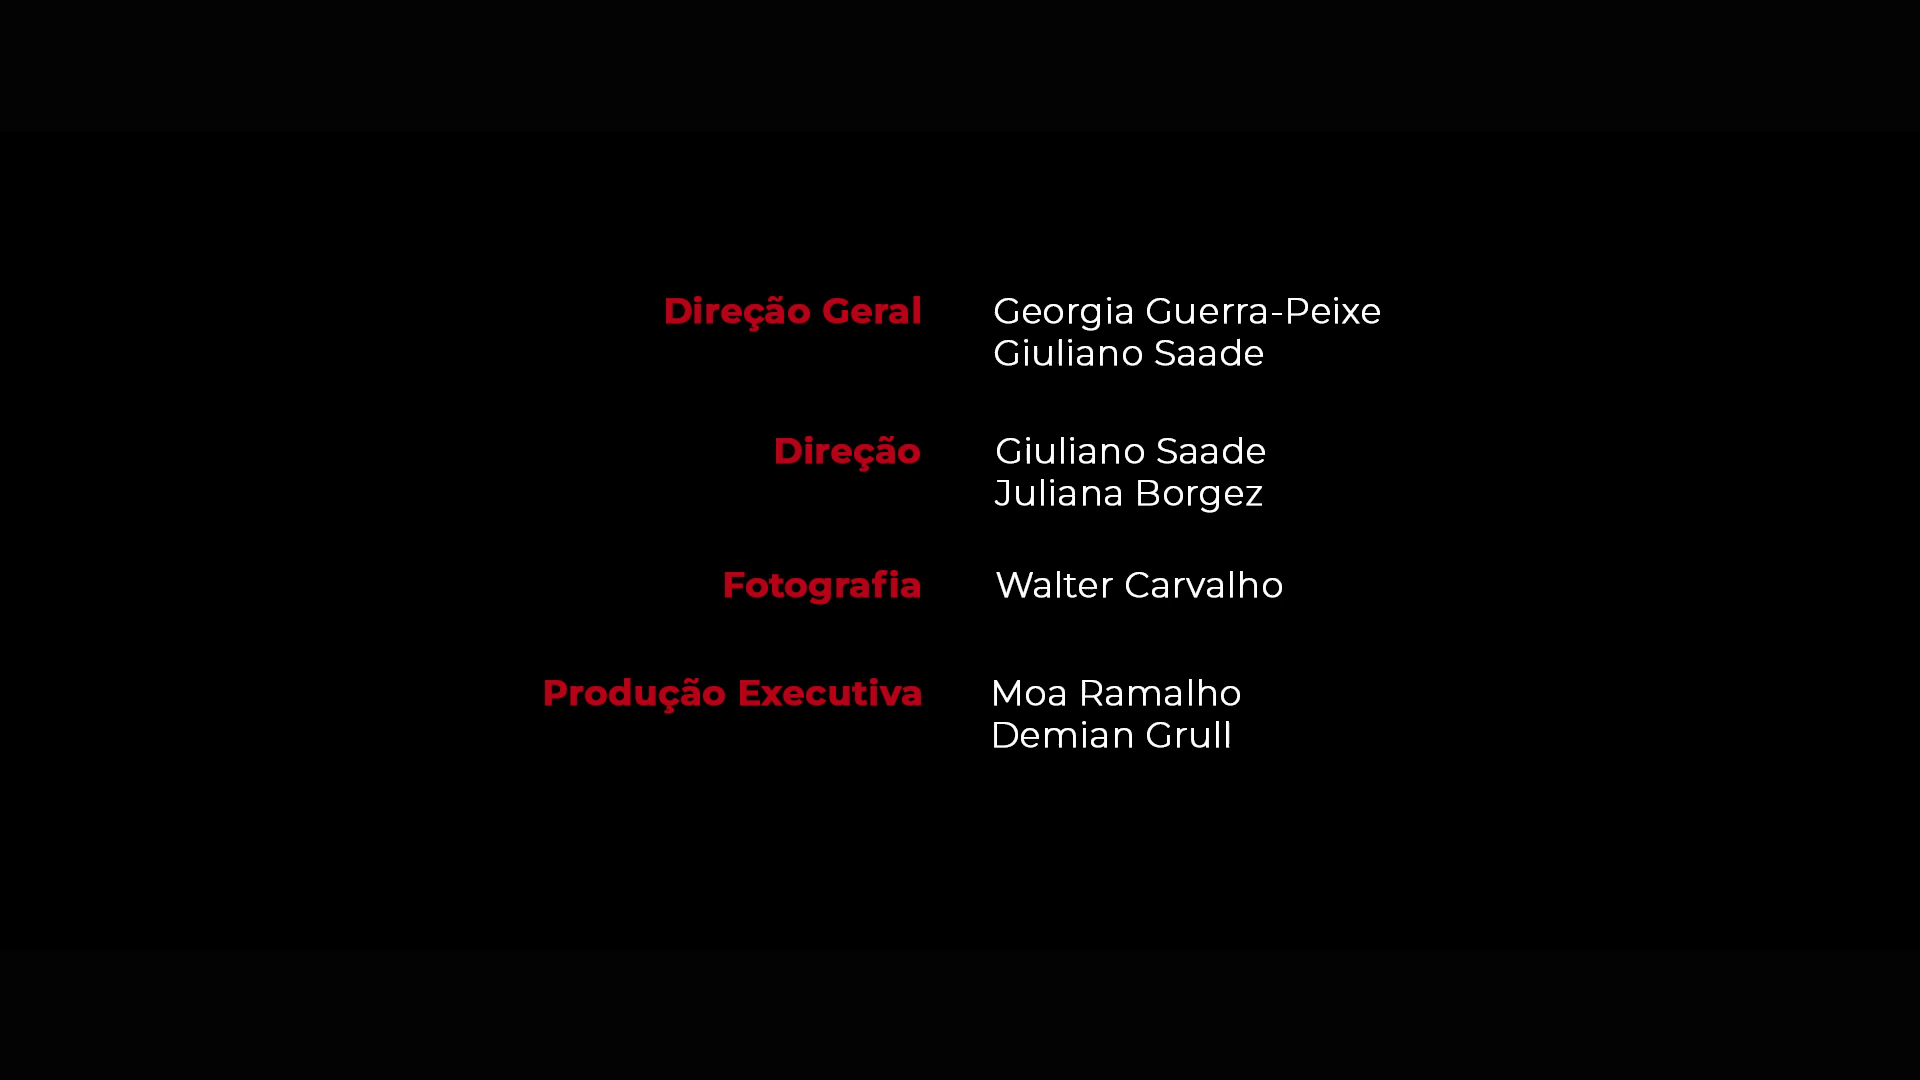 Direção Geral Georgia Guerra-Peixe
Giuliano Saade
Direção Giuliano Saade
Juliana Borgez
Fotografia Walter Carvalho
Produção Executiva Moa Ramalho
Demian Grull